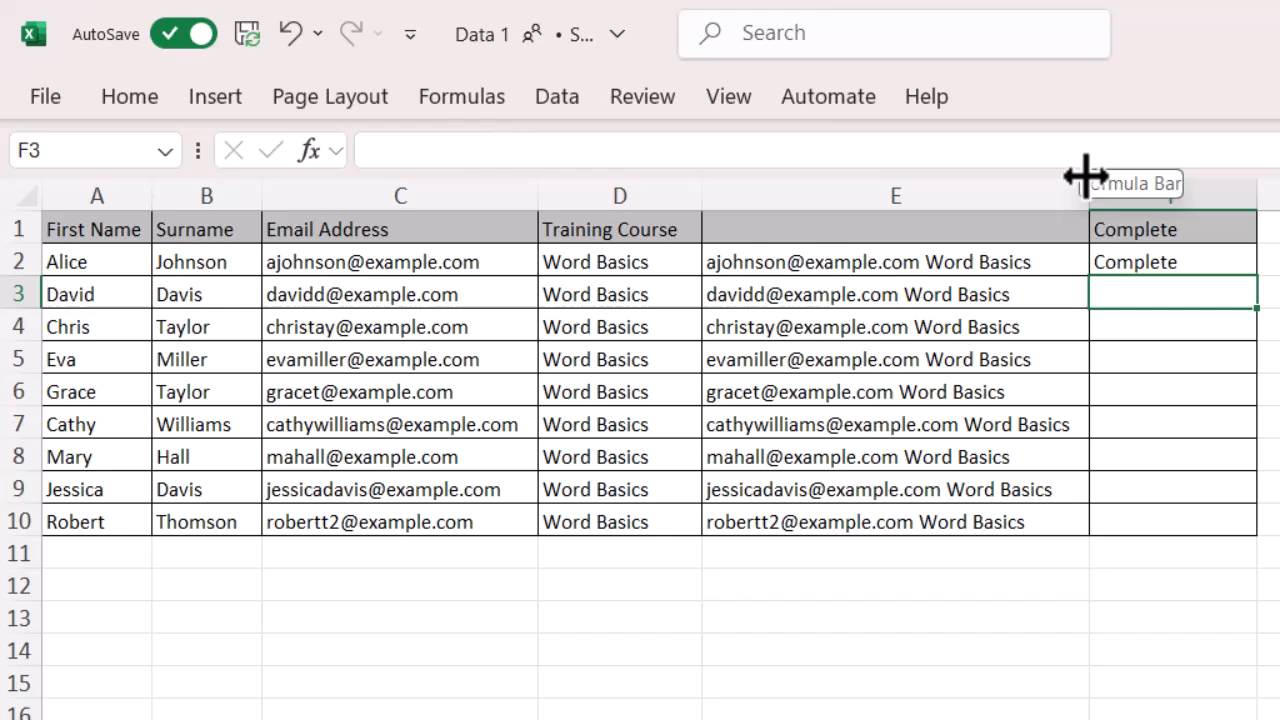 AutoSave Data 1 • S... Search
File Home Insert Page Layout Formulas Data Review View Automate Help
F3 fx
Bar
A B C D E
1 First Name Surname Email Address Training Course Complete
2 Alice Johnson ajohnson@example.com Word Basics ajohnson@example.com Word Basics Complete
3 David Davis davidd@example.com Word Basics davidd@example.com Word Basics
4 Chris Taylor christay@example.com Word Basics christay@example.com Word Basics
5 Eva Miller evamiller@example.com Word Basics evamiller@example.com Word Basics
6 Grace Taylor gracet@example.com Word Basics gracet@example.com Word Basics
7 Cathy Williams cathywilliams@example.com Word Basics cathywilliams@example.com Word Basics
8 Mary Hall mahall@example.com Word Basics mahall@example.com Word Basics
9 Jessica Davis jessicadavis@example.com Word Basics jessicadavis@example.com Word Basics
10 Robert Thomson robertt2@example.com Word Basics robertt2@example.com Word Basics
11
12
13
14
15
16